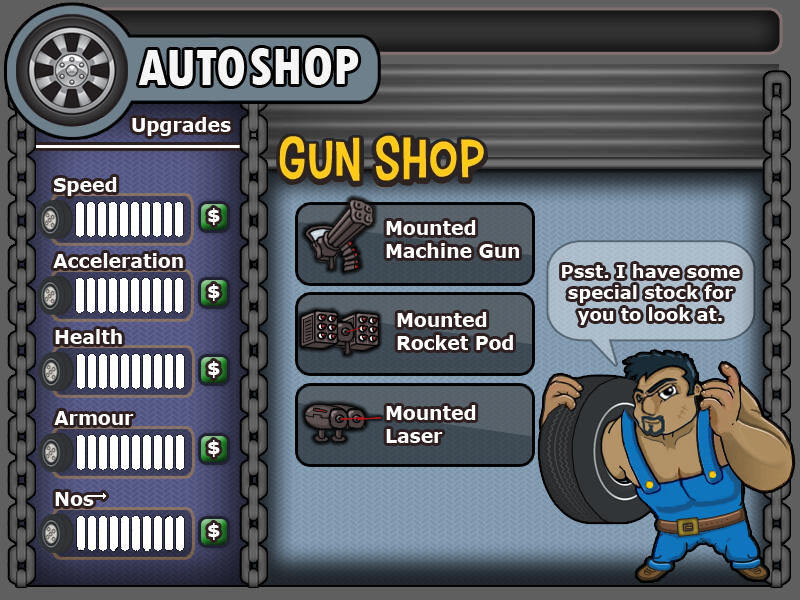 AUTOSHOP
Upgrades
Speed
$
Acceleration
$
Health
$
Armour
$
Nos
$
GUN SHOP
Mounted
Machine Gun
Mounted
Rocket Pod
Mounted
Laser
Psst. I have some
special stock for
you to look at.